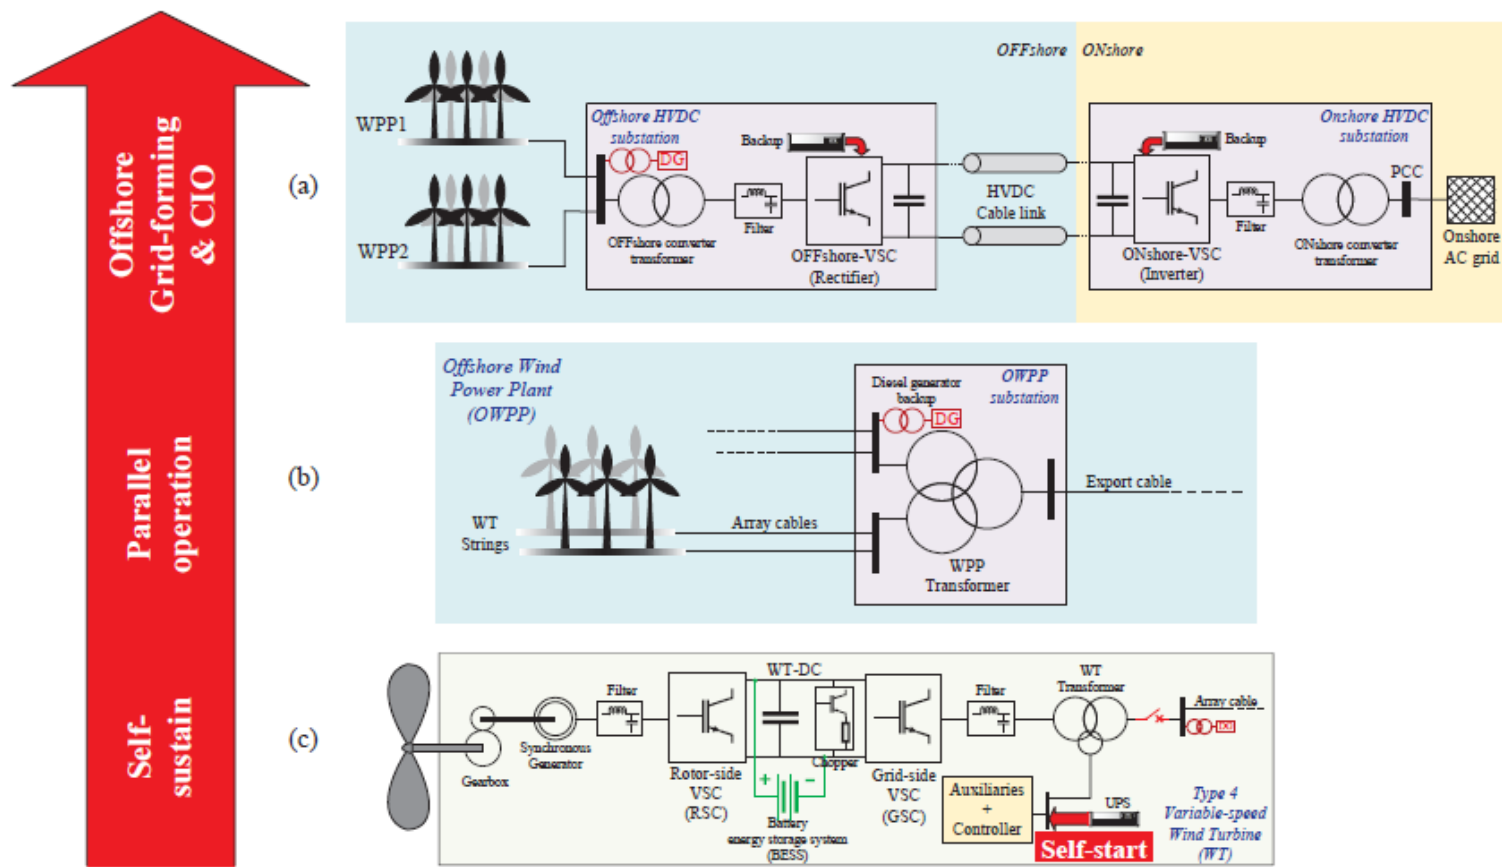 Offshore
Grid-forming
& CIO
Parallel
operation
Self-
sustain
(a)
OFFshore
ONshore
WPP1
WPP2
Offshore HVDC
substation
DG
Backup
Filter
OFFshore converter
transformer
OFFshore-VSC
(Rectifier)
HVDC
Cable link
Onshore HVDC
substation
Backup
PCC
Filter
ONshore-VSC
(Inverter)
ONshore converter
transformer
Onshore
AC grid
(b)
Offshore Wind
Power Plant
(OWPP)
WT
Strings
Array cables
Diesel generator
backup
DG
OWPP
substation
WPP
Transformer
Export cable
(c)
Gearbox
Synchronous
Generator
Filter
Rotor-side
VSC
(RSC)
WT-DC
Chopper
+
−
Battery
energy storage system
(BESS)
Grid-side
VSC
(GSC)
Filter
WT
Transformer
Array cable
DG
Auxiliaries
+
Controller
UPS
Self-start
Type 4
Variable-speed
Wind Turbine
(WT)